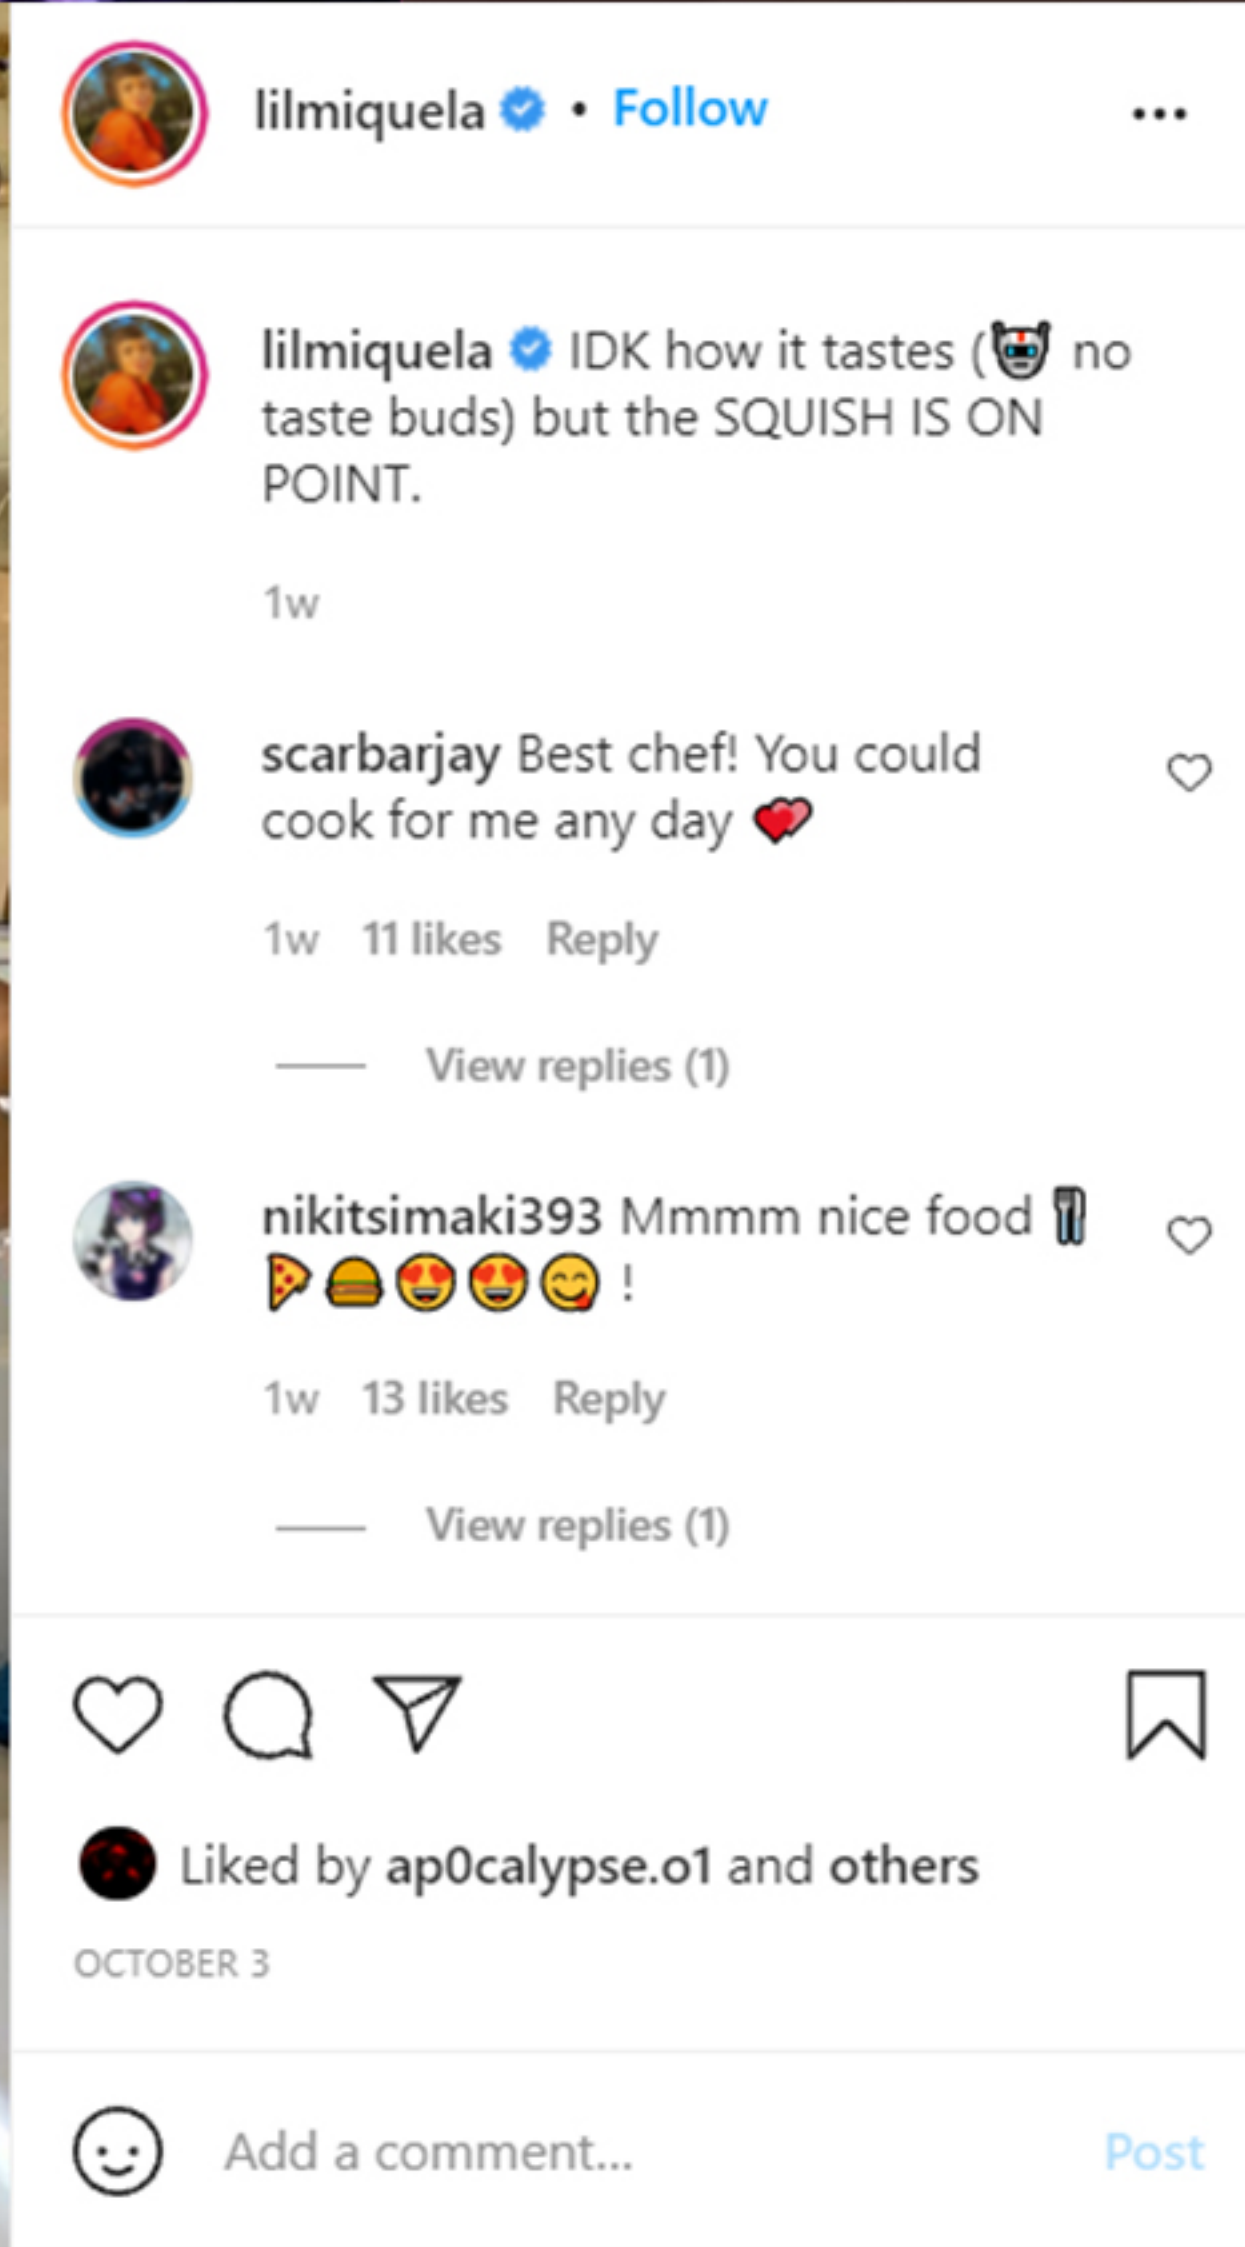 lilmiquela • Follow
lilmiquela IDK how it tastes (🤖 no
taste buds) but the SQUISH IS ON
POINT.
1w
scarbarjay Best chef! You could
cook for me any day 💕
1w 11 likes Reply
View replies (1)
nikitsimaki393 Mmmm nice food 🍴
🍕🍔😍😍😋 !
1w 13 likes Reply
View replies (1)
Liked by ap0calypse.o1 and others
OCTOBER 3
Add a comment... Post